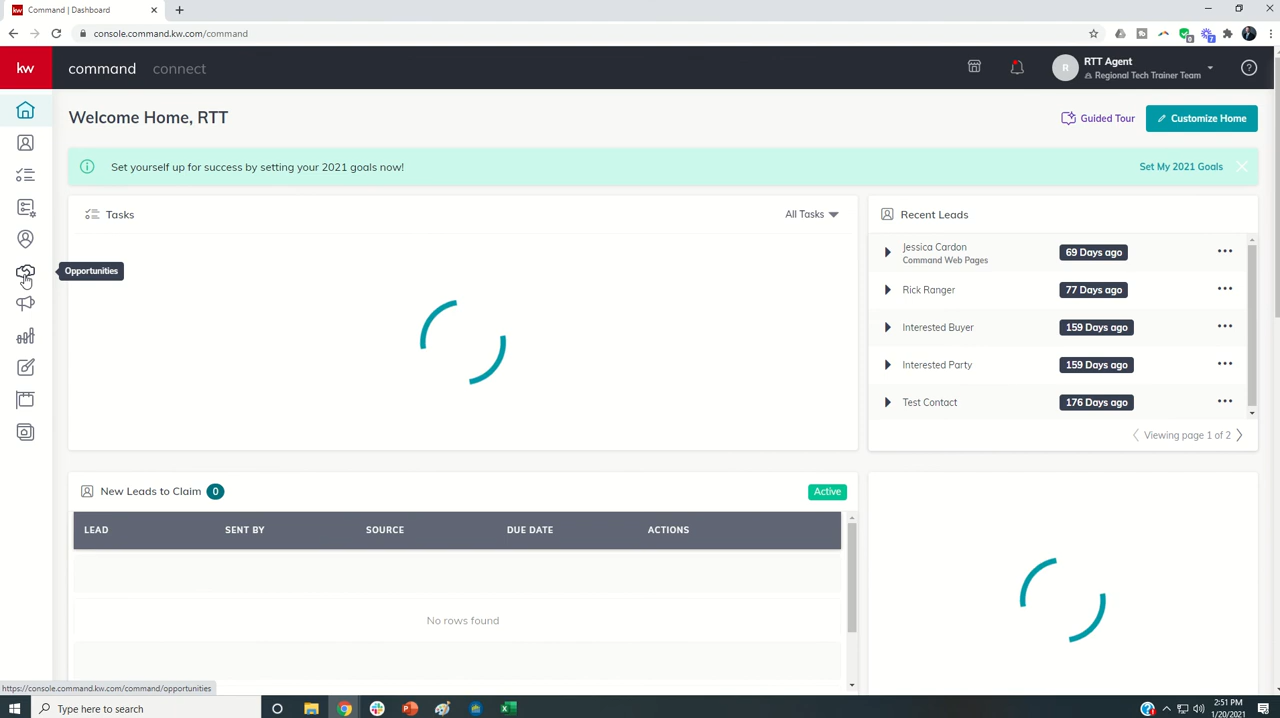 Command | Dashboard
console.command.kw.com/command
kw
command connect
RTT Agent
Regional Tech Trainer Team
R
Welcome Home, RTT
Guided Tour
Customize Home
Set yourself up for success by setting your 2021 goals now!
Set My 2021 Goals
Tasks
All Tasks
Recent Leads
Jessica Cardon
Command Web Pages
69 Days ago
Rick Ranger
77 Days ago
Interested Buyer
159 Days ago
Interested Party
159 Days ago
Test Contact
176 Days ago
Viewing page 1 of 2
Opportunities
New Leads to Claim 0
Active
LEAD SENT BY SOURCE DUE DATE ACTIONS
No rows found
https://console.command.kw.com/command/opportunities
Type here to search
2:51 PM
1/20/2021